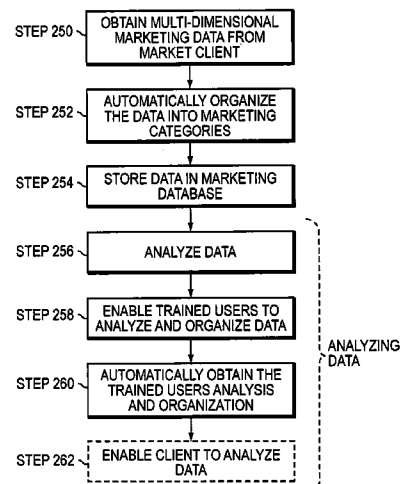 STEP 250
OBTAIN MULTI-DIMENSIONAL
MARKETING DATA FROM
MARKET CLIENT
STEP 252
AUTOMATICALLY ORGANIZE
THE DATA INTO MARKETING
CATEGORIES
STEP 254
STORE DATA IN MARKETING
DATABASE
STEP 256
ANALYZE DATA
STEP 258
ENABLE TRAINED USERS TO
ANALYZE AND ORGANIZE DATA
ANALYZING
DATA
STEP 260
AUTOMATICALLY OBTAIN THE
TRAINED USERS ANALYSIS
AND ORGANIZATION
STEP 262
ENABLE CLIENT TO ANALYZE
DATA